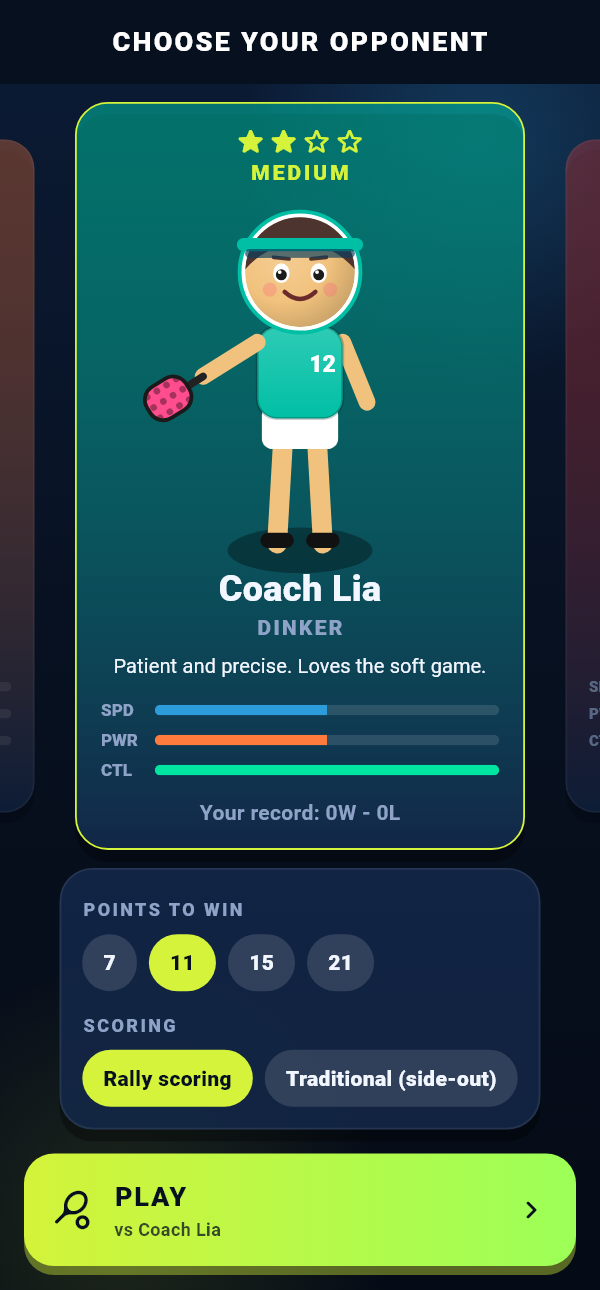 CHOOSE YOUR OPPONENT
MEDIUM
12
Coach Lia
DINKER
Patient and precise. Loves the soft game.
SPD
PWR
CTL
Your record: 0W - 0L
POINTS TO WIN
7 11 15 21
SCORING
Rally scoring Traditional (side-out)
PLAY
vs Coach Lia